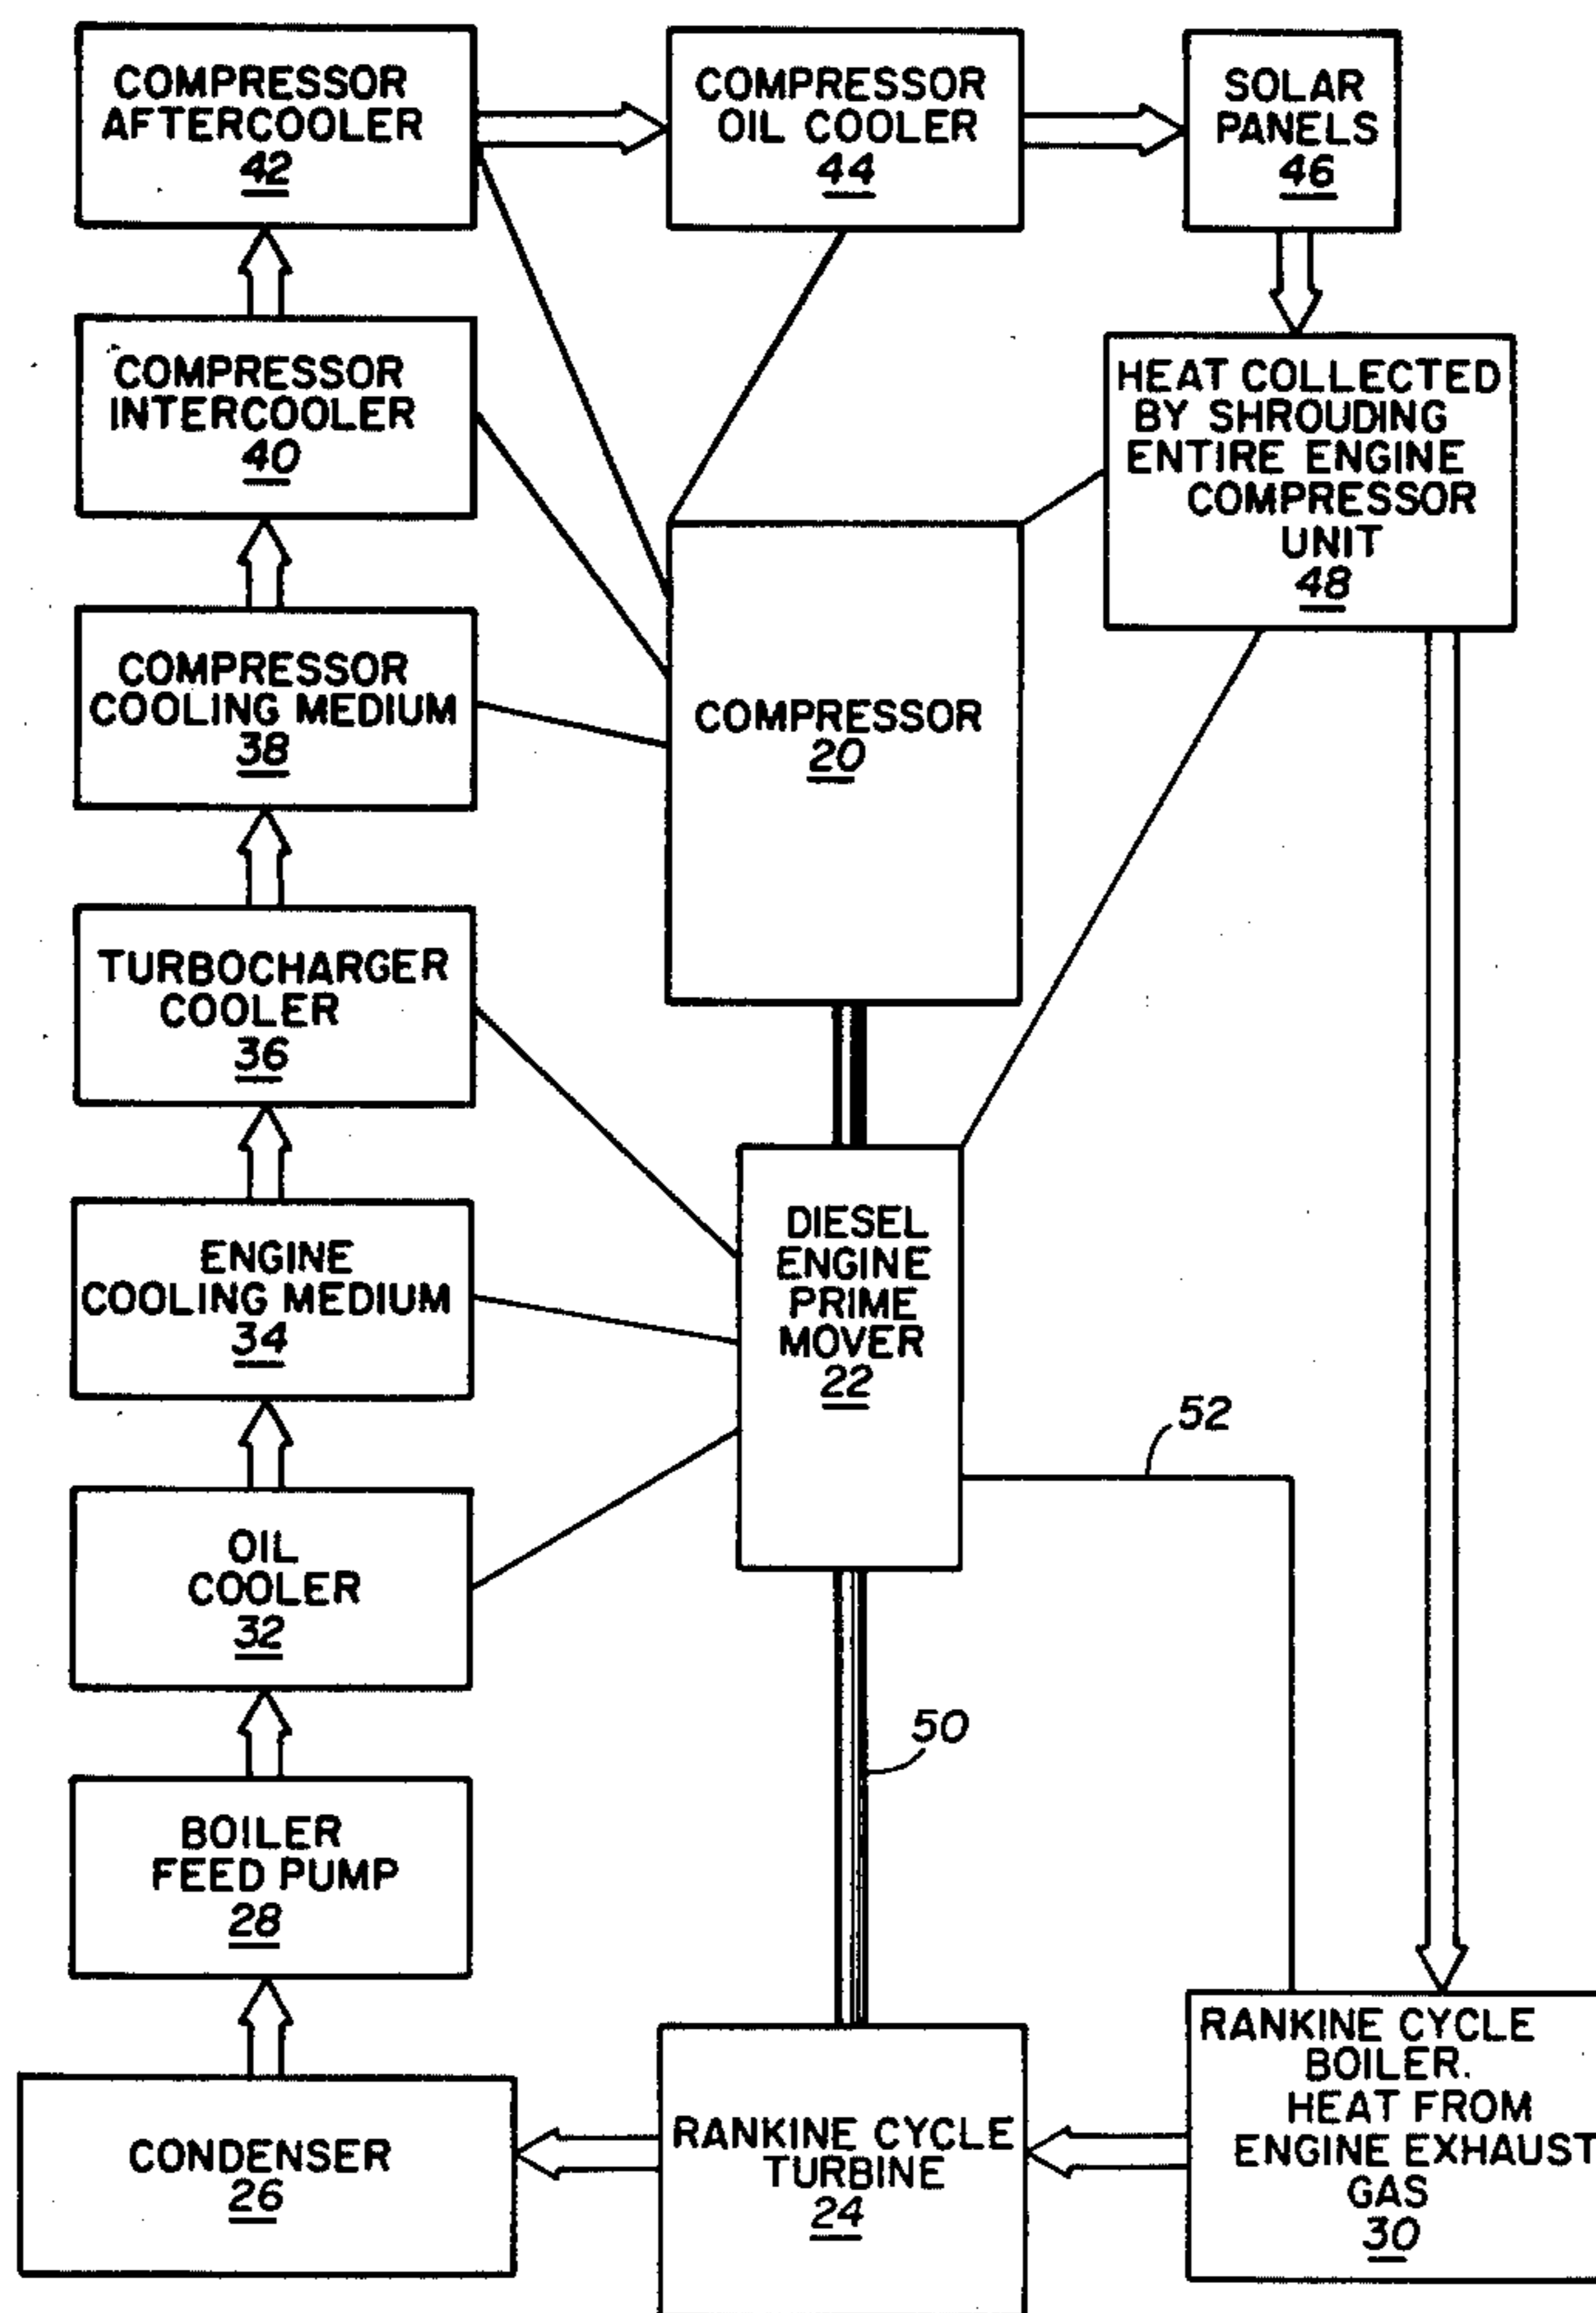 COMPRESSOR
AFTERCOOLER
42
COMPRESSOR
OIL COOLER
44
SOLAR
PANELS
46
COMPRESSOR
INTERCOOLER
40
HEAT COLLECTED
BY SHROUDING
ENTIRE ENGINE
COMPRESSOR
UNIT
48
COMPRESSOR
COOLING MEDIUM
38
COMPRESSOR
20
TURBOCHARGER
COOLER
36
ENGINE
COOLING MEDIUM
34
DIESEL
ENGINE
PRIME
MOVER
22
52
OIL
COOLER
32
50
BOILER
FEED PUMP
28
CONDENSER
26
RANKINE CYCLE
TURBINE
24
RANKINE CYCLE
BOILER.
HEAT FROM
ENGINE EXHAUST
GAS
30